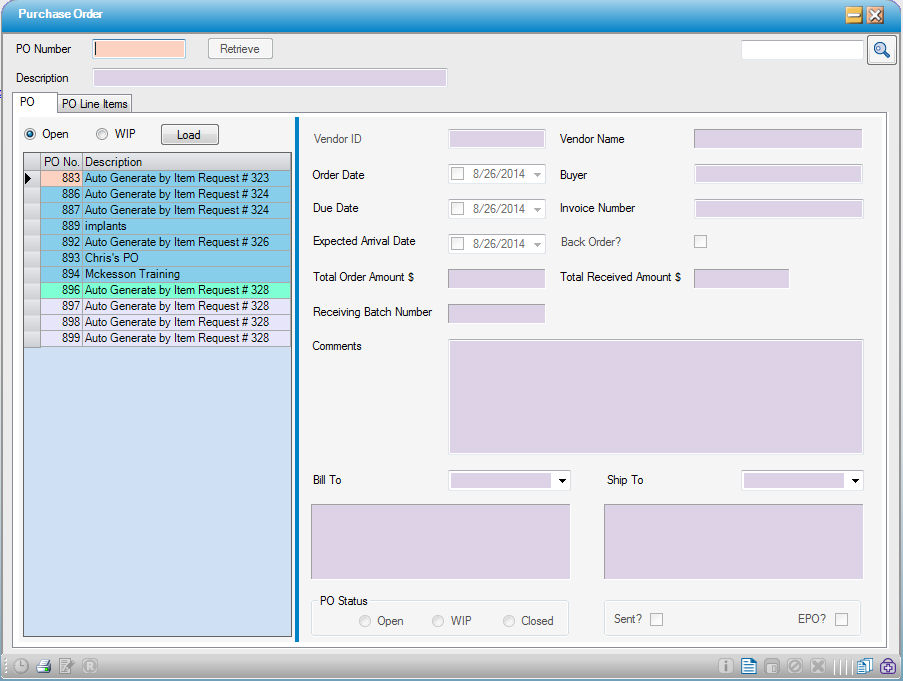 Purchase Order
PO Number
Retrieve
Description
PO
PO Line Items
Open
WIP
Load
PO No. Description
883 Auto Generate by Item Request # 323
886 Auto Generate by Item Request # 324
887 Auto Generate by Item Request # 324
889 implants
892 Auto Generate by Item Request # 326
893 Chris's PO
894 Mckesson Training
896 Auto Generate by Item Request # 328
897 Auto Generate by Item Request # 328
898 Auto Generate by Item Request # 328
899 Auto Generate by Item Request # 328
Vendor ID
Vendor Name
Order Date
8/26/2014
Buyer
Due Date
8/26/2014
Invoice Number
Expected Arrival Date
8/26/2014
Back Order?
Total Order Amount $
Total Received Amount $
Receiving Batch Number
Comments
Bill To
Ship To
PO Status
Open
WIP
Closed
Sent?
EPO?